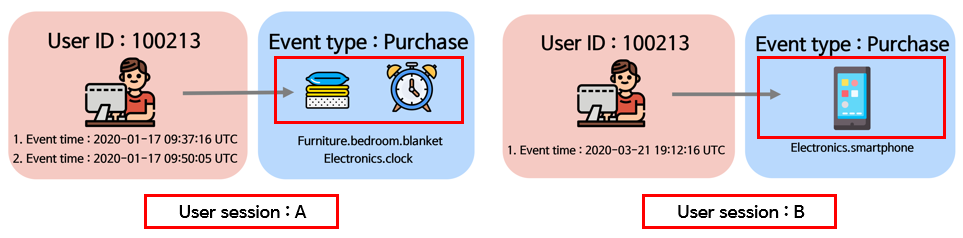 User ID : 100213
1. Event time : 2020-01-17 09:37:16 UTC
2. Event time : 2020-01-17 09:50:05 UTC
Event type : Purchase
Furniture.bedroom.blanket
Electronics.clock
User session : A
User ID : 100213
1. Event time : 2020-03-21 19:12:16 UTC
Event type : Purchase
Electronics.smartphone
User session : B